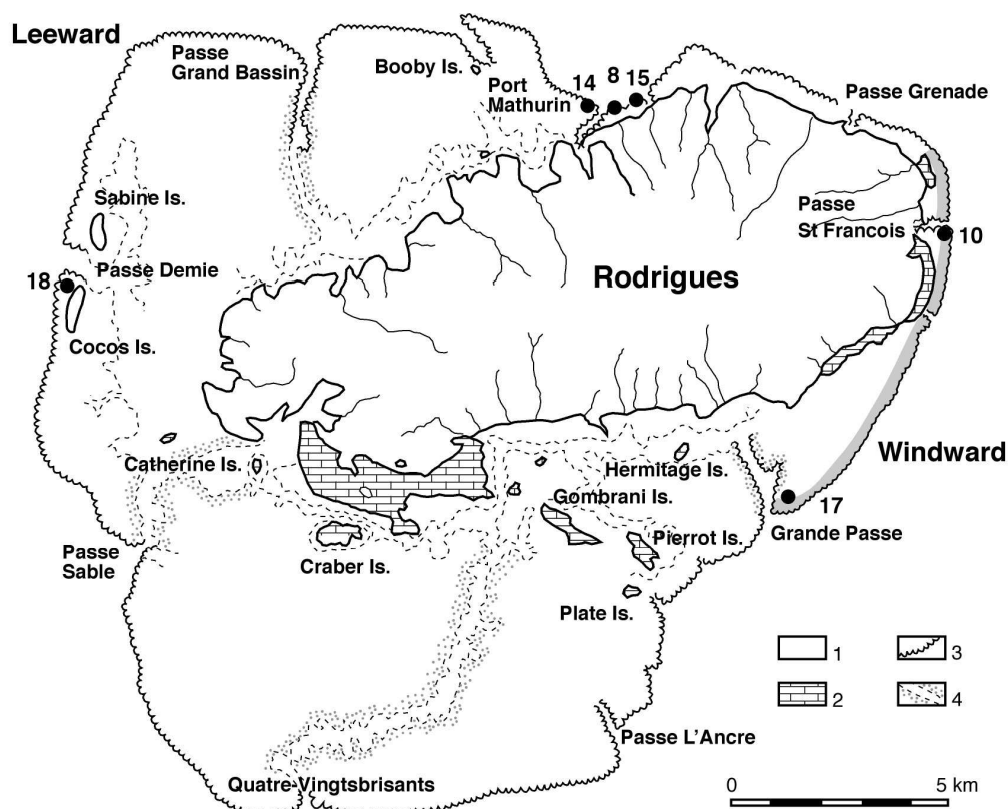 Leeward
Passe
Grand Bassin
Booby Is.
Port
Mathurin
14
8
15
Passe Grenade
Sabine Is.
Passe
St Francois
10
Passe Demie
18
Rodrigues
Cocos Is.
Windward
Catherine Is.
Hermitage Is.
Gombrani Is.
17
Grande Passe
Passe
Sable
Craber Is.
Pierrot Is.
Plate Is.
1
3
2
4
Passe L'Ancre
Quatre-Vingtsbrisants
0
5 km